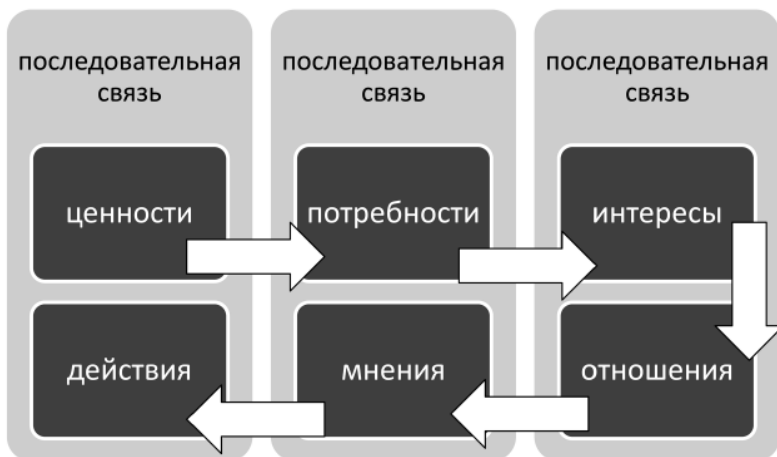 последовательная
связь
последовательная
связь
последовательная
связь
ценности
потребности
интересы
действия
мнения
отношения